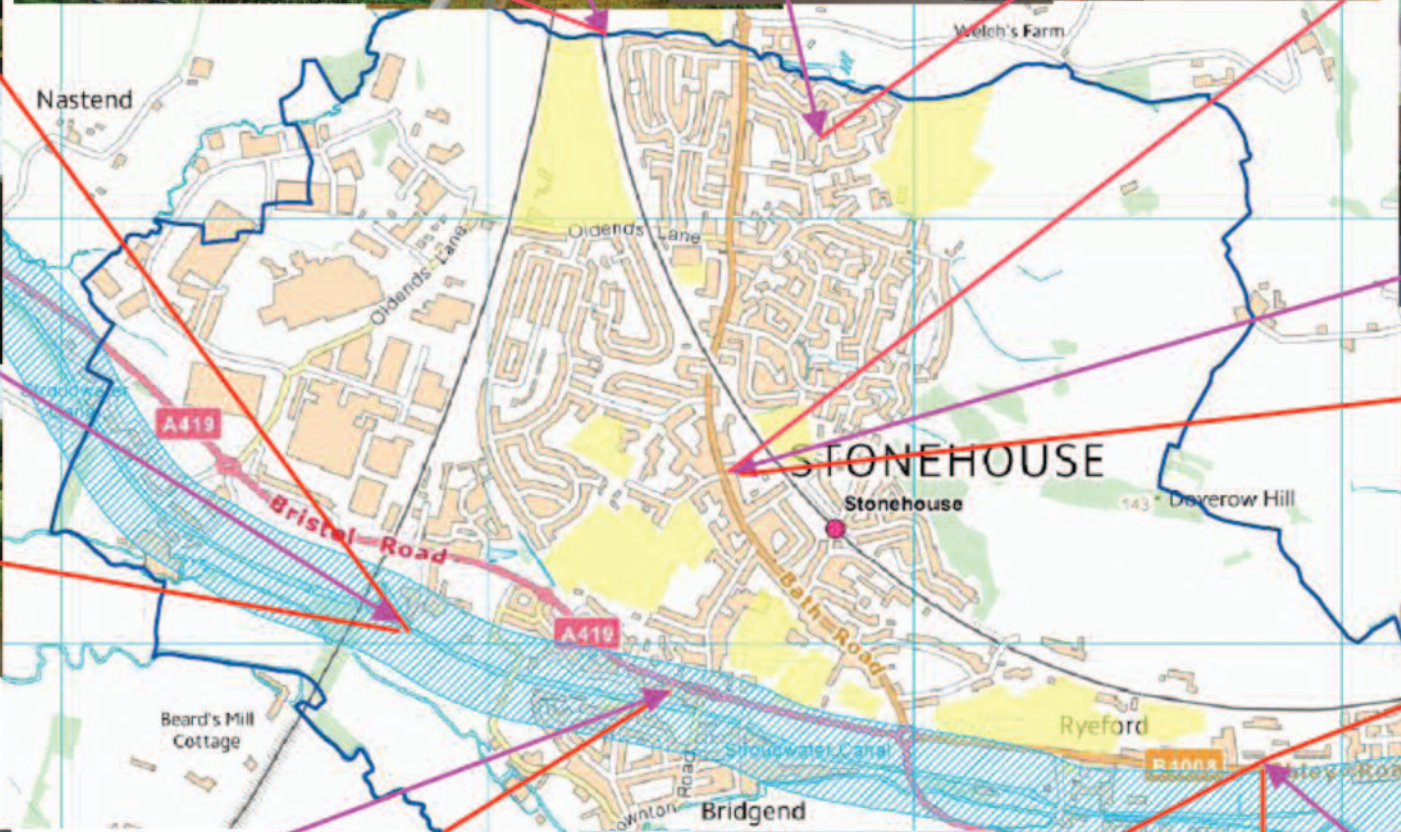 Welch's Farm
Nastend
Oldends Lane
Oldends Lane
Stroudwater
A419
STONEHOUSE
Stonehouse
143
Doverow Hill
Bristol Road
Bath Road
A419
Beard's Mill
Cottage
Ryeford
Stroudwater Canal
B4008
Road
Bridgend